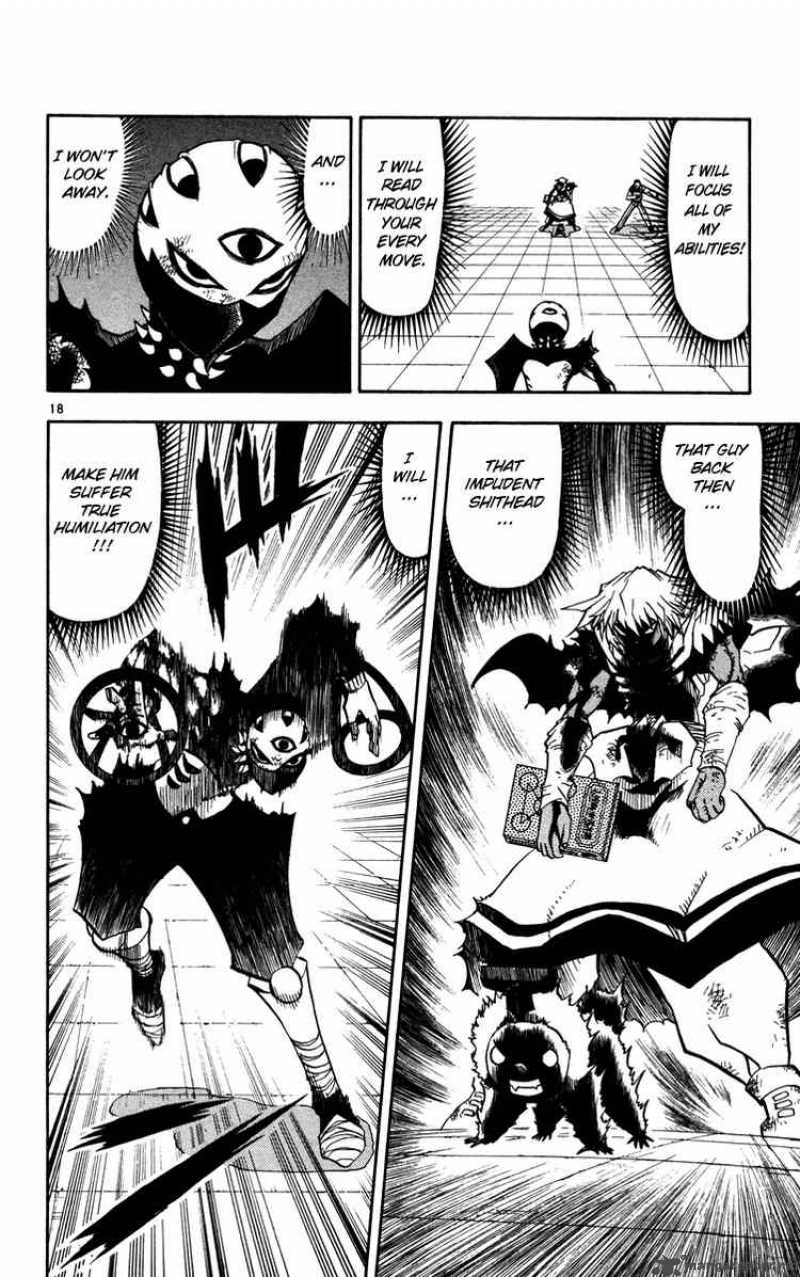 I WILL
FOCUS
ALL OF
MY
ABILITIES!
I WILL
READ
THROUGH
YOUR
EVERY
MOVE.
AND
...
I WON'T
LOOK
AWAY.
18
THAT GUY
BACK
THEN
...
THAT
IMPUDENT
SHITHEAD
...
I
WILL
...
MAKE HIM
SUFFER
TRUE
HUMILIATION
!!!